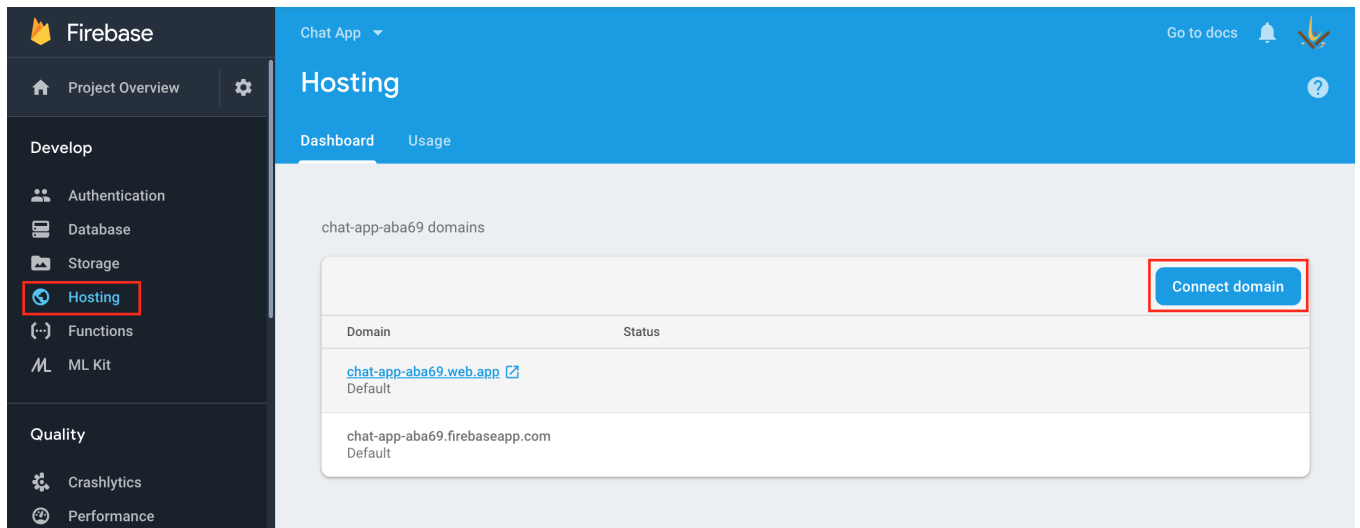 Firebase
Project Overview
Develop
Authentication
Database
Storage
Hosting
Functions
ML Kit
Quality
Crashlytics
Performance
Chat App
Go to docs
Hosting
?
Dashboard Usage
chat-app-aba69 domains
Connect domain
Domain Status
chat-app-aba69.web.app
Default
chat-app-aba69.firebaseapp.com
Default